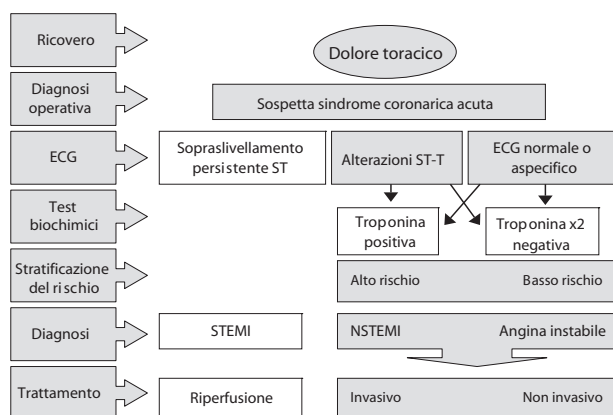 Ricovero
Dolore toracico
Diagnosi
operativa
Sospetta sindrome coronarica acuta
ECG
Sopraslivellamento
persistente ST
Alterazioni ST-T
ECG normale o
aspecifico
Test
biochimici
Troponina
positiva
Troponina x2
negativa
Stratificazione
del rischio
Alto rischio
Basso rischio
Diagnosi
STEMI
NSTEMI
Angina instabile
Trattamento
Riperfusione
Invasivo
Non invasivo